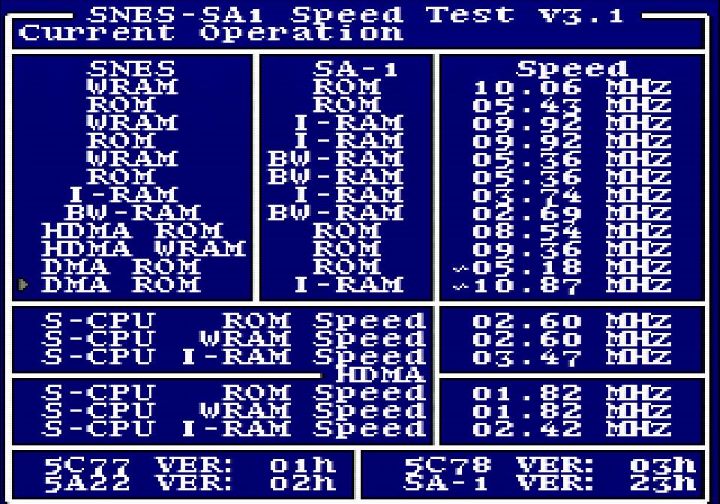 SNES-SA1 Speed Test v3.1
Current Operation
SNES SA-1 Speed
WRAM ROM 10.06 MHZ
ROM ROM 05.43 MHZ
WRAM I-RAM 09.92 MHZ
ROM I-RAM 09.92 MHZ
WRAM BW-RAM 05.36 MHZ
ROM BW-RAM 05.36 MHZ
I-RAM I-RAM 03.74 MHZ
BW-RAM BW-RAM 02.69 MHZ
HDMA ROM ROM 08.54 MHZ
HDMA WRAM ROM 09.36 MHZ
DMA ROM ROM ~05.18 MHZ
DMA ROM I-RAM ~10.87 MHZ
S-CPU ROM Speed 02.60 MHZ
S-CPU WRAM Speed 02.60 MHZ
S-CPU I-RAM Speed 03.47 MHZ
HDMA
S-CPU ROM Speed 01.82 MHZ
S-CPU WRAM Speed 01.82 MHZ
S-CPU I-RAM Speed 02.42 MHZ
5C77 VER: 01h 5C78 VER: 03h
5A22 VER: 02h SA-1 VER: 23h